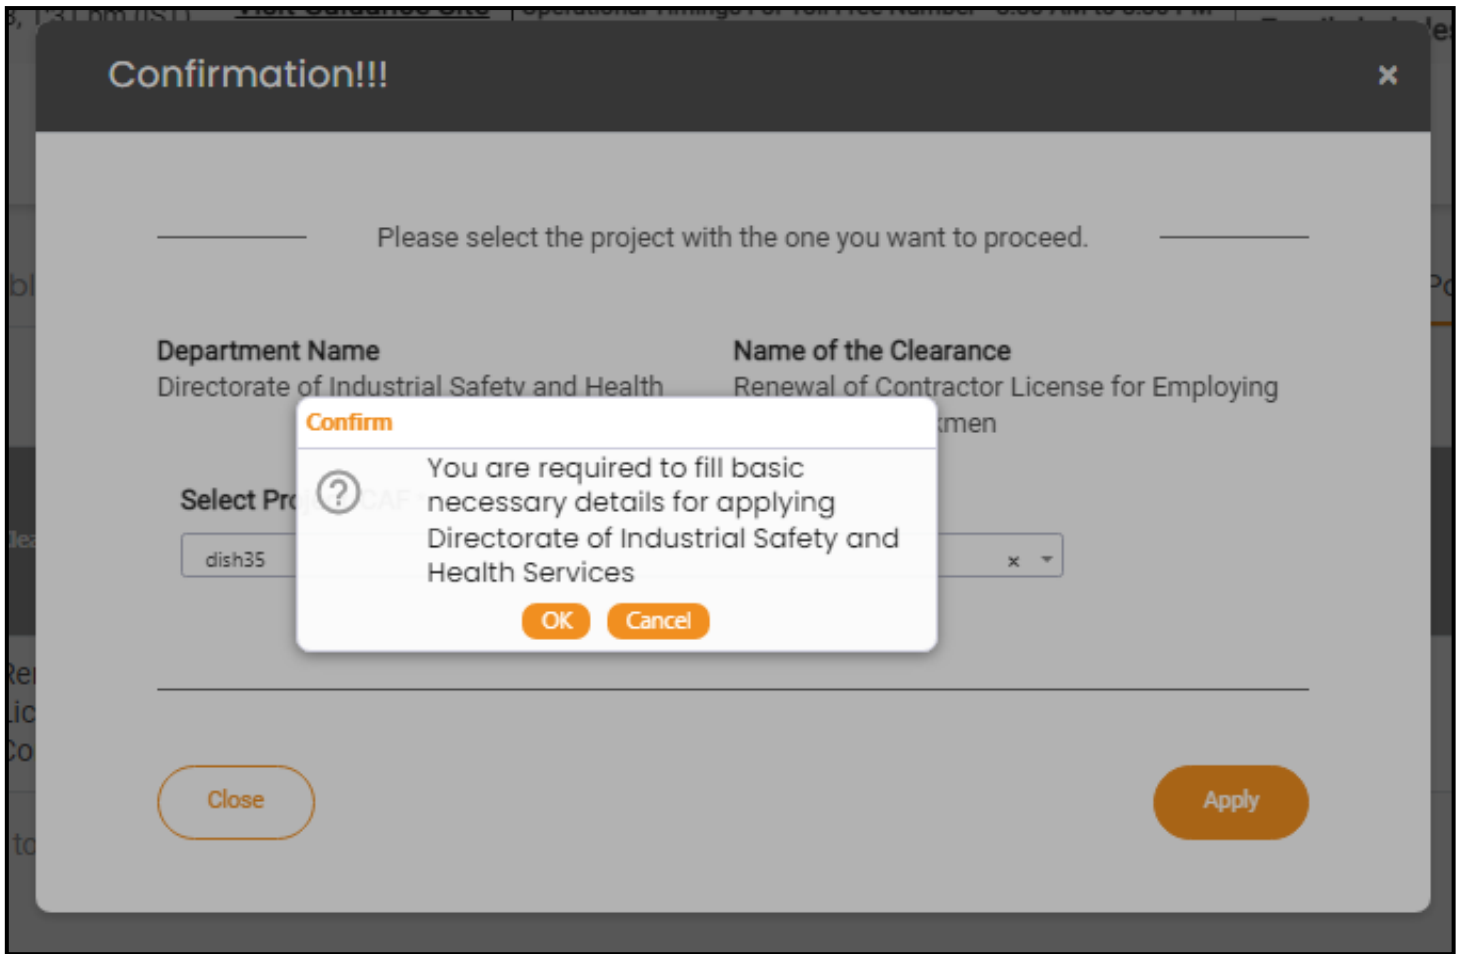 Confirmation!!!
×
Please select the project with the one you want to proceed.
Department Name
Directorate of Industrial Safety and Health
Name of the Clearance
Renewal of Contractor License for Employing
Confirm
You are required to fill basic
necessary details for applying
Directorate of Industrial Safety and
Health Services
OK Cancel
Select
dish35
× 
Close
Apply